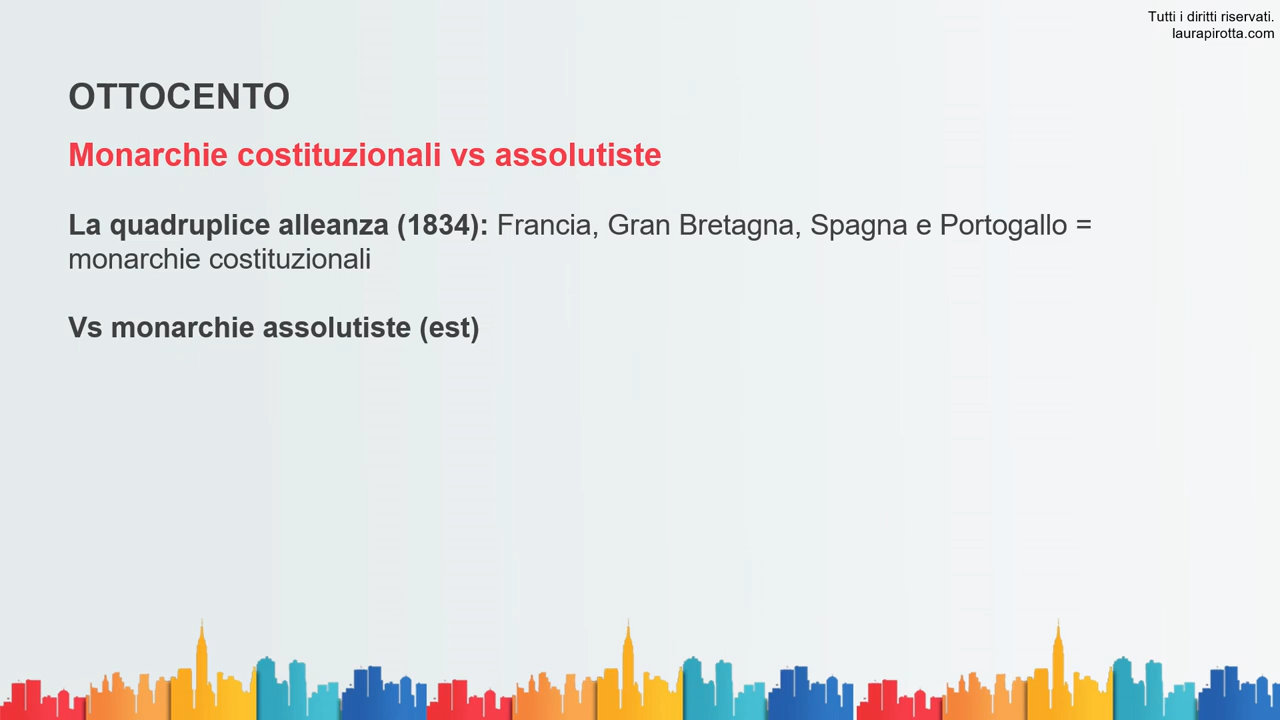 Tutti i diritti riservati.
laurapirotta.com
OTTOCENTO
Monarchie costituzionali vs assolutiste
La quadruplice alleanza (1834): Francia, Gran Bretagna, Spagna e Portogallo =
monarchie costituzionali
Vs monarchie assolutiste (est)